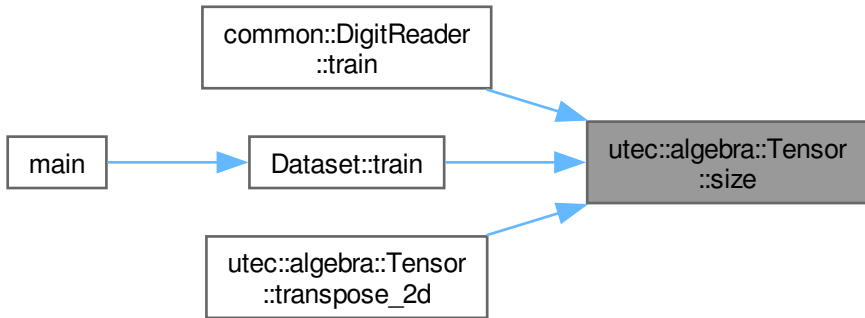 common::DigitReader
::train
main
Dataset::train
utec::algebra::Tensor
::size
utec::algebra::Tensor
::transpose_2d